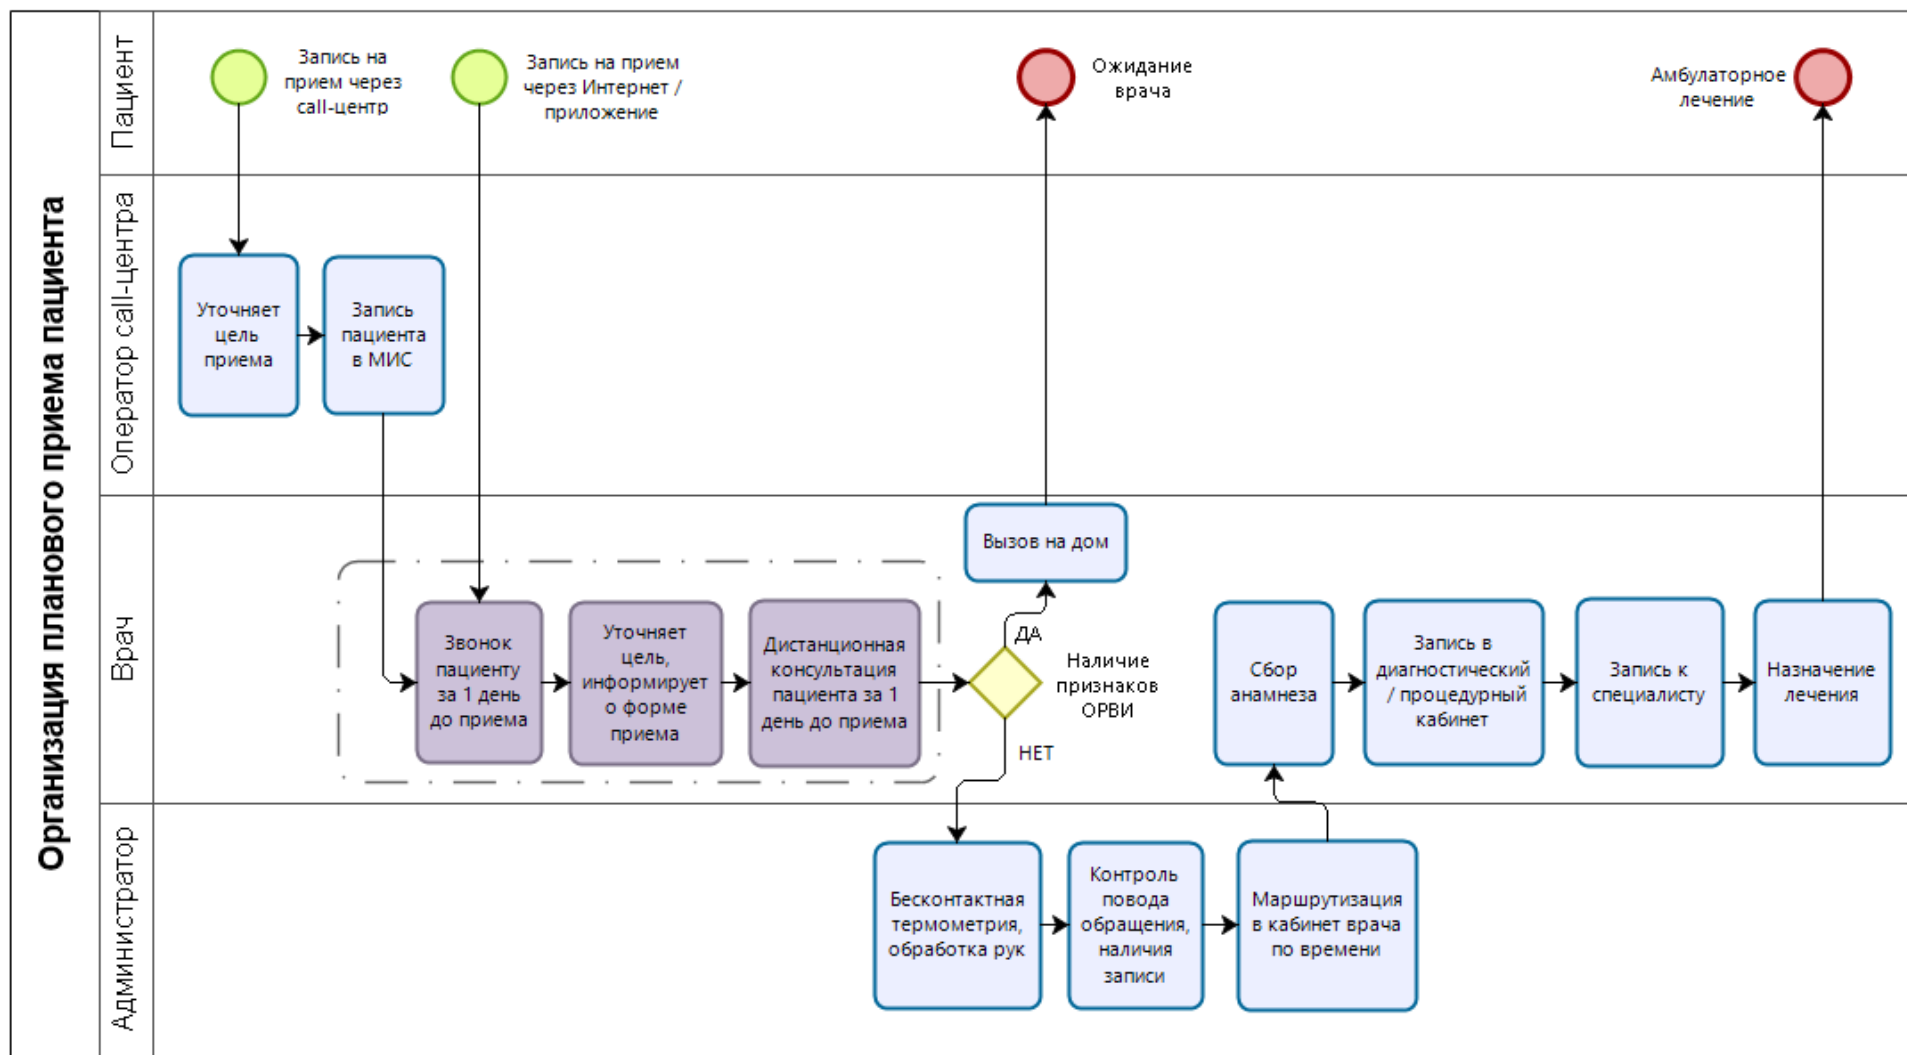 Организация планового приема пациента
Пациент
Запись на
прием через
call-центр
Запись на прием
через Интернет /
приложение
Ожидание
врача
Амбулаторное
лечение
Оператор call-центра
Уточняет
цель
приема
Запись
пациента
в МИС
Врач
Звонок
пациенту
за 1 день
до приема
Уточняет
цель,
информирует
о форме
приема
Дистанционная
консультация
пациента за 1
день до приема
Вызов на дом
ДА
Наличие
признаков
ОРВИ
НЕТ
Сбор
анамнеза
Запись в
диагностический
/ процедурный
кабинет
Запись к
специалисту
Назначение
лечения
Администратор
Бесконтактная
термометрия,
обработка рук
Контроль
повода
обращения,
наличия
записи
Маршрутизация
в кабинет врача
по времени